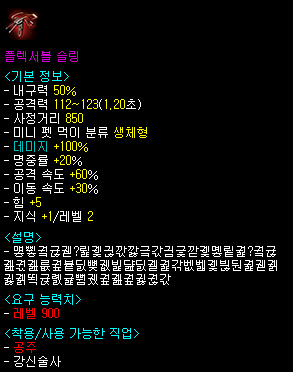 플렉서블 슬링
<기본 정보>
- 내구력 50%
- 공격력 112~123(1,20초)
- 사정거리 850
- 미니 펫 먹이 분류 생체형
- 데미지 +100%
- 명중률 +20%
- 공격 속도 +60%
- 이동 속도 +30%
- 힘 +5
- 지식 +1/레벨 2
<설명>
<요구 능력치>
- 레벨 900
<착용/사용 가능한 직업>
- 공주
- 강신술사